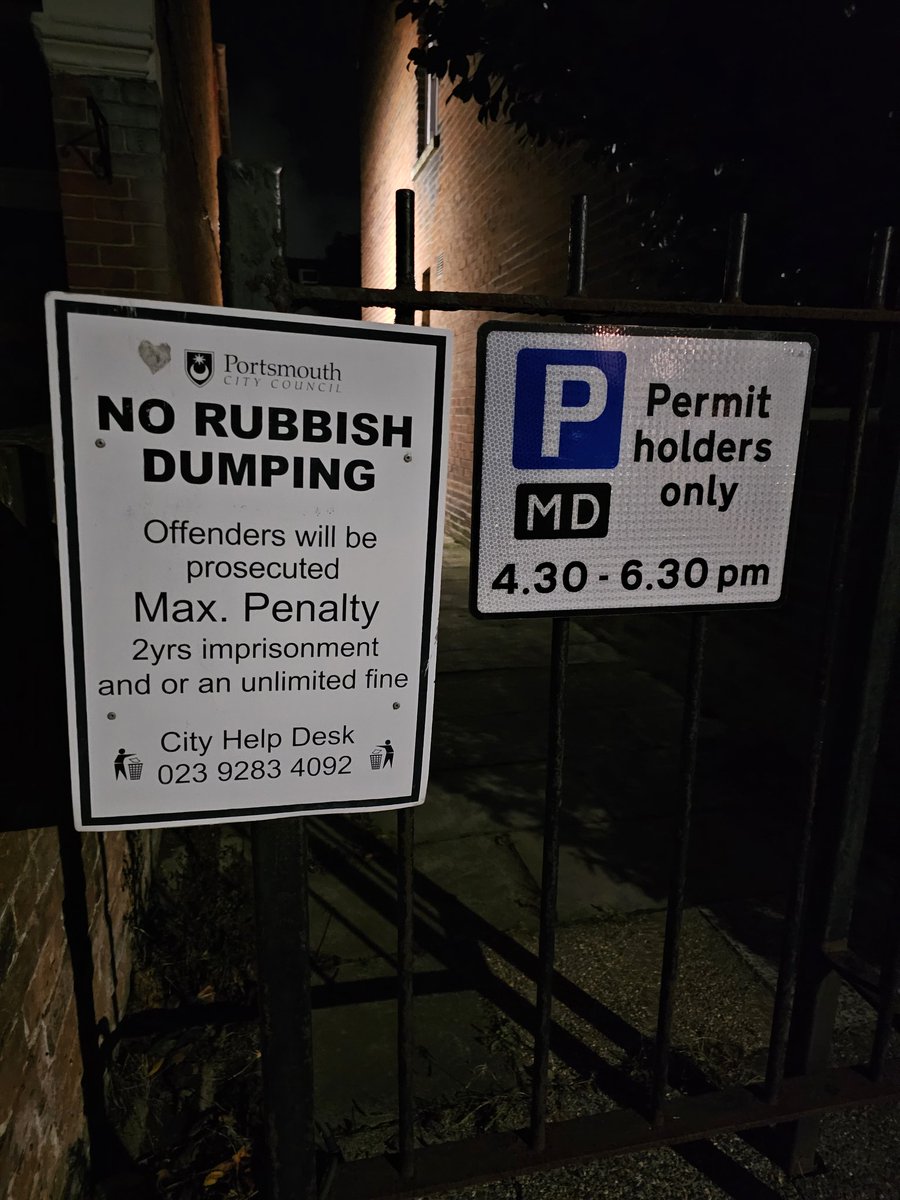 Portsmouth
CITY COUNCIL
NO RUBBISH
DUMPING
Offenders will be
prosecuted
Max. Penalty
2yrs imprisonment
and or an unlimited fine
City Help Desk
023 9283 4092
P
Permit
holders
only
MD
4.30 - 6.30 pm